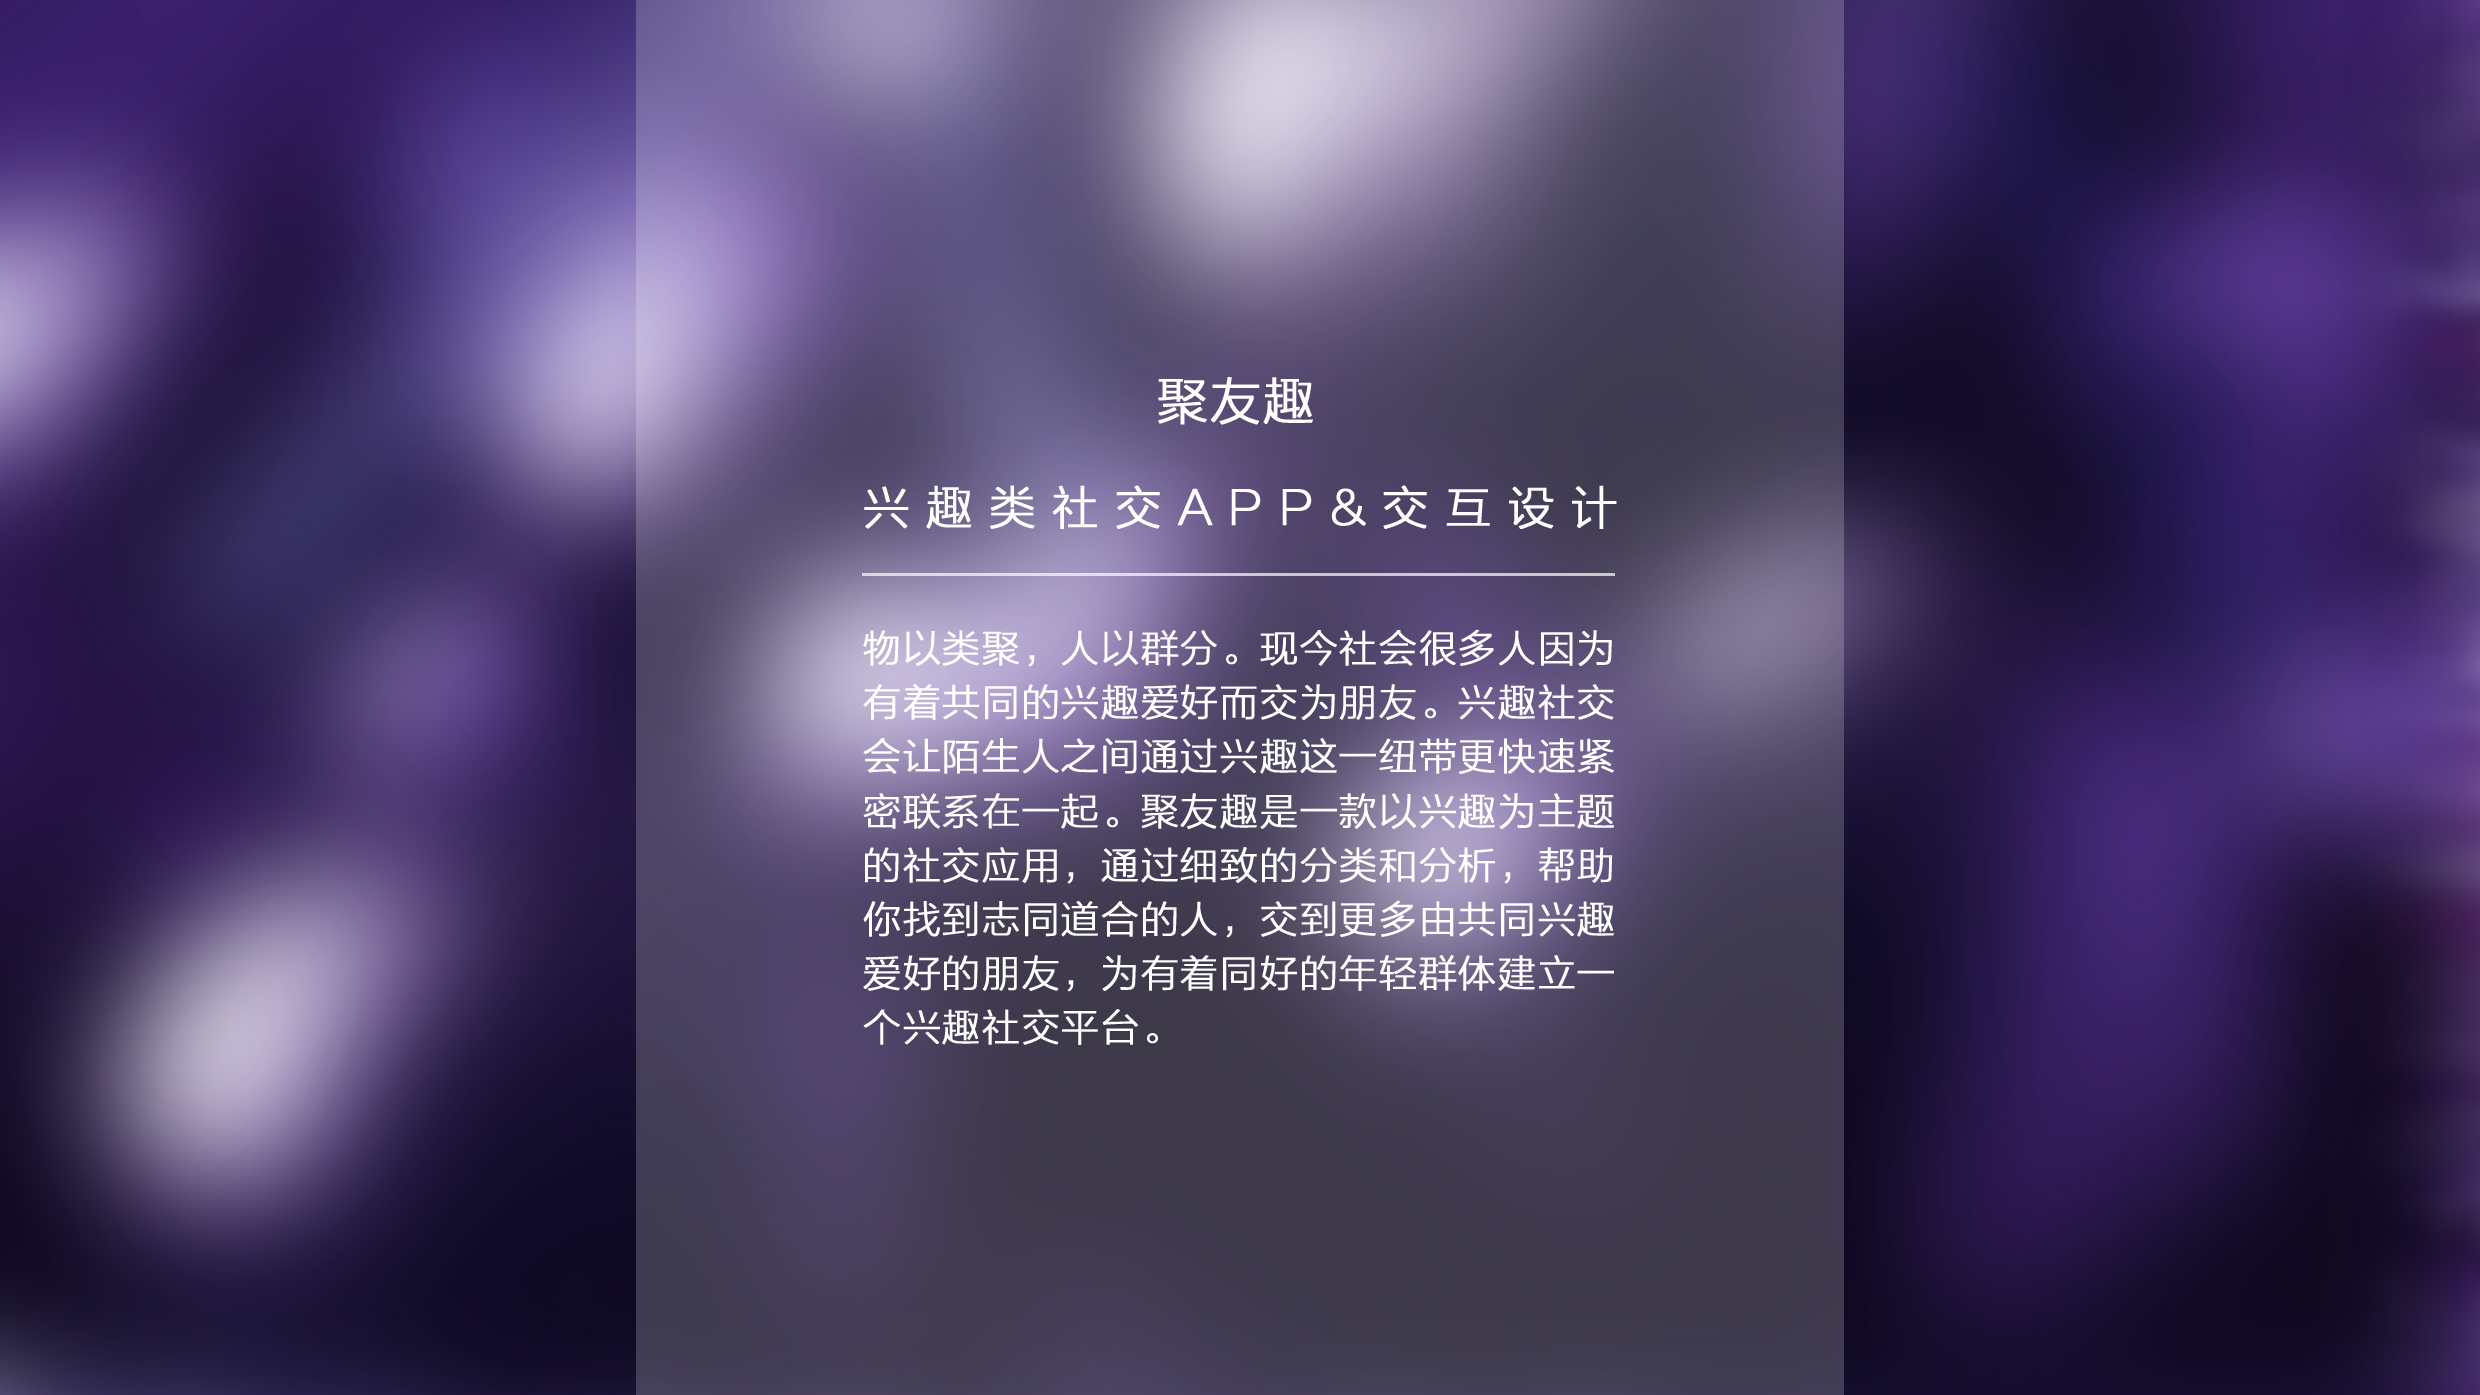 聚友趣
兴趣类社交APP&交互设计
物以类聚，人以群分。现今社会很多人因为
有着共同的兴趣爱好而交为朋友。兴趣社交
会让陌生人之间通过兴趣这一纽带更快速紧
密联系在一起。聚友趣是一款以兴趣为主题
的社交应用，通过细致的分类和分析，帮助
你找到志同道合的人，交到更多由共同兴趣
爱好的朋友，为有着同好的年轻群体建立一
个兴趣社交平台。